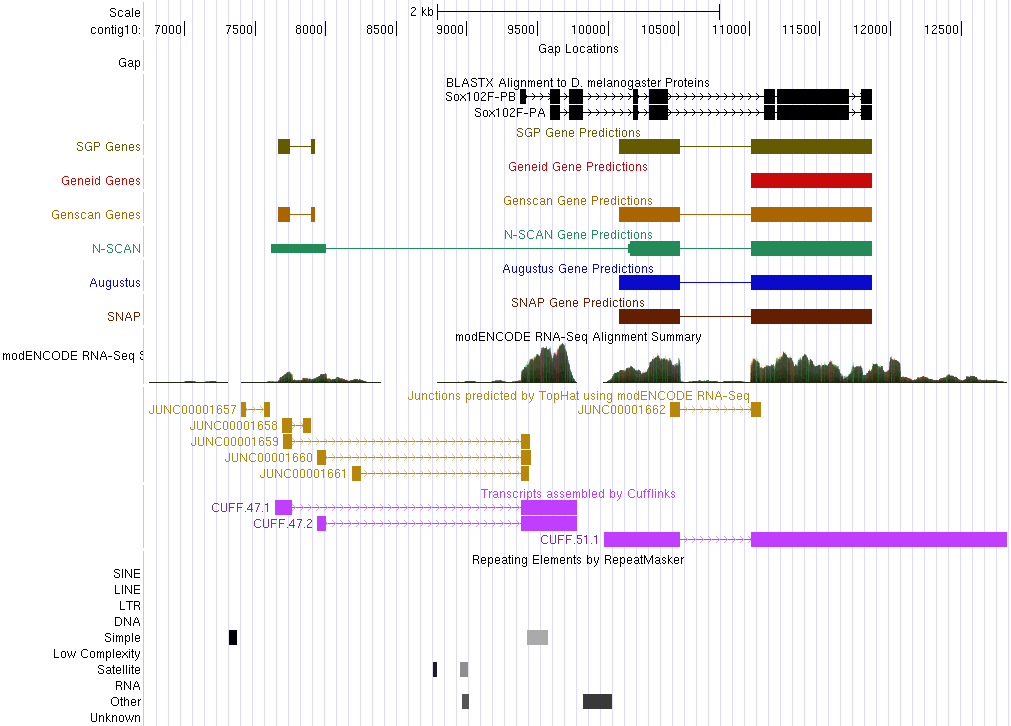 Scale 2 kb
contig10: 7000 7500 8000 8500 9000 9500 10000 10500 11000 11500 12000 12500
Gap Locations
Gap
BLASTX Alignment to D. melanogaster Proteins
Sox102F-PB
Sox102F-PA
SGP Gene Predictions
SGP Genes
Geneid Gene Predictions
Geneid Genes
Genscan Gene Predictions
Genscan Genes
N-SCAN Gene Predictions
N-SCAN
Augustus Gene Predictions
Augustus
SNAP Gene Predictions
SNAP
modENCODE RNA-Seq Alignment Summary
modENCODE RNA-Seq S
Junctions predicted by TopHat using modENCODE RNA-Seq
JUNC00001657 JUNC00001662
JUNC00001658
JUNC00001659
JUNC00001660
JUNC00001661
Transcripts assembled by Cufflinks
CUFF.47.1
CUFF.47.2
CUFF.51.1
Repeating Elements by RepeatMasker
SINE
LINE
LTR
DNA
Simple
Low Complexity
Satellite
RNA
Other
Unknown